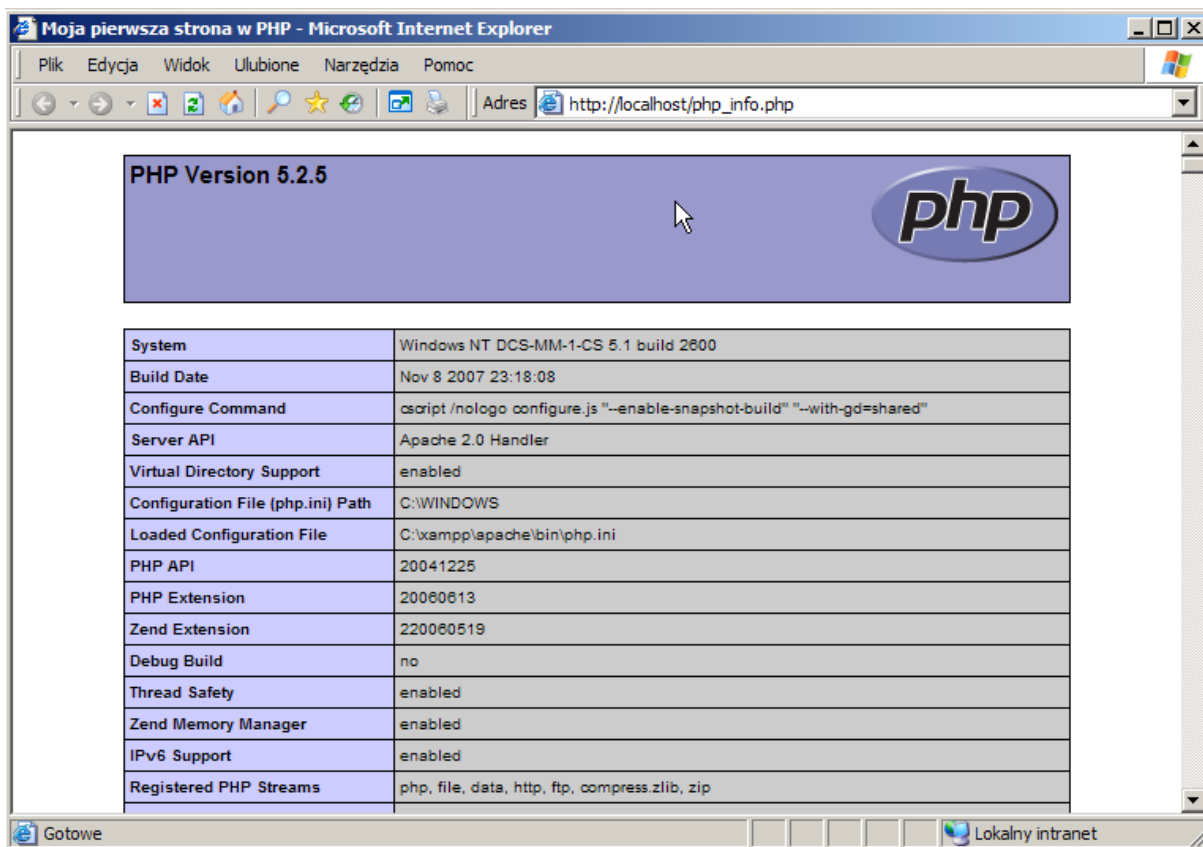 Moja pierwsza strona w PHP - Microsoft Internet Explorer
Plik Edycja Widok Ulubione Narzędzia Pomoc
Adres http://localhost/php_info.php
PHP Version 5.2.5
php
System Windows NT DCS-MM-1-CS 5.1 build 2600
Build Date Nov 8 2007 23:18:08
Configure Command cscript /nologo configure.js "--enable-snapshot-build" "--with-gd=shared"
Server API Apache 2.0 Handler
Virtual Directory Support enabled
Configuration File (php.ini) Path C:\WINDOWS
Loaded Configuration File C:\xampp\apache\bin\php.ini
PHP API 20041225
PHP Extension 20060613
Zend Extension 220060519
Debug Build no
Thread Safety enabled
Zend Memory Manager enabled
IPv6 Support enabled
Registered PHP Streams php, file, data, http, ftp, compress.zlib, zip
Gotowe Lokalny intranet